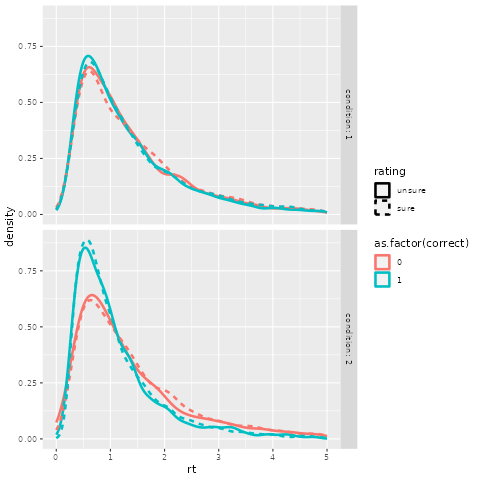 0.75
0.50
0.25
0.00
condition: 1
0.75
0.50
0.25
0.00
condition: 2
density
0
1
2
3
4
5
rt
rating
unsure
sure
as.factor(correct)
0
1